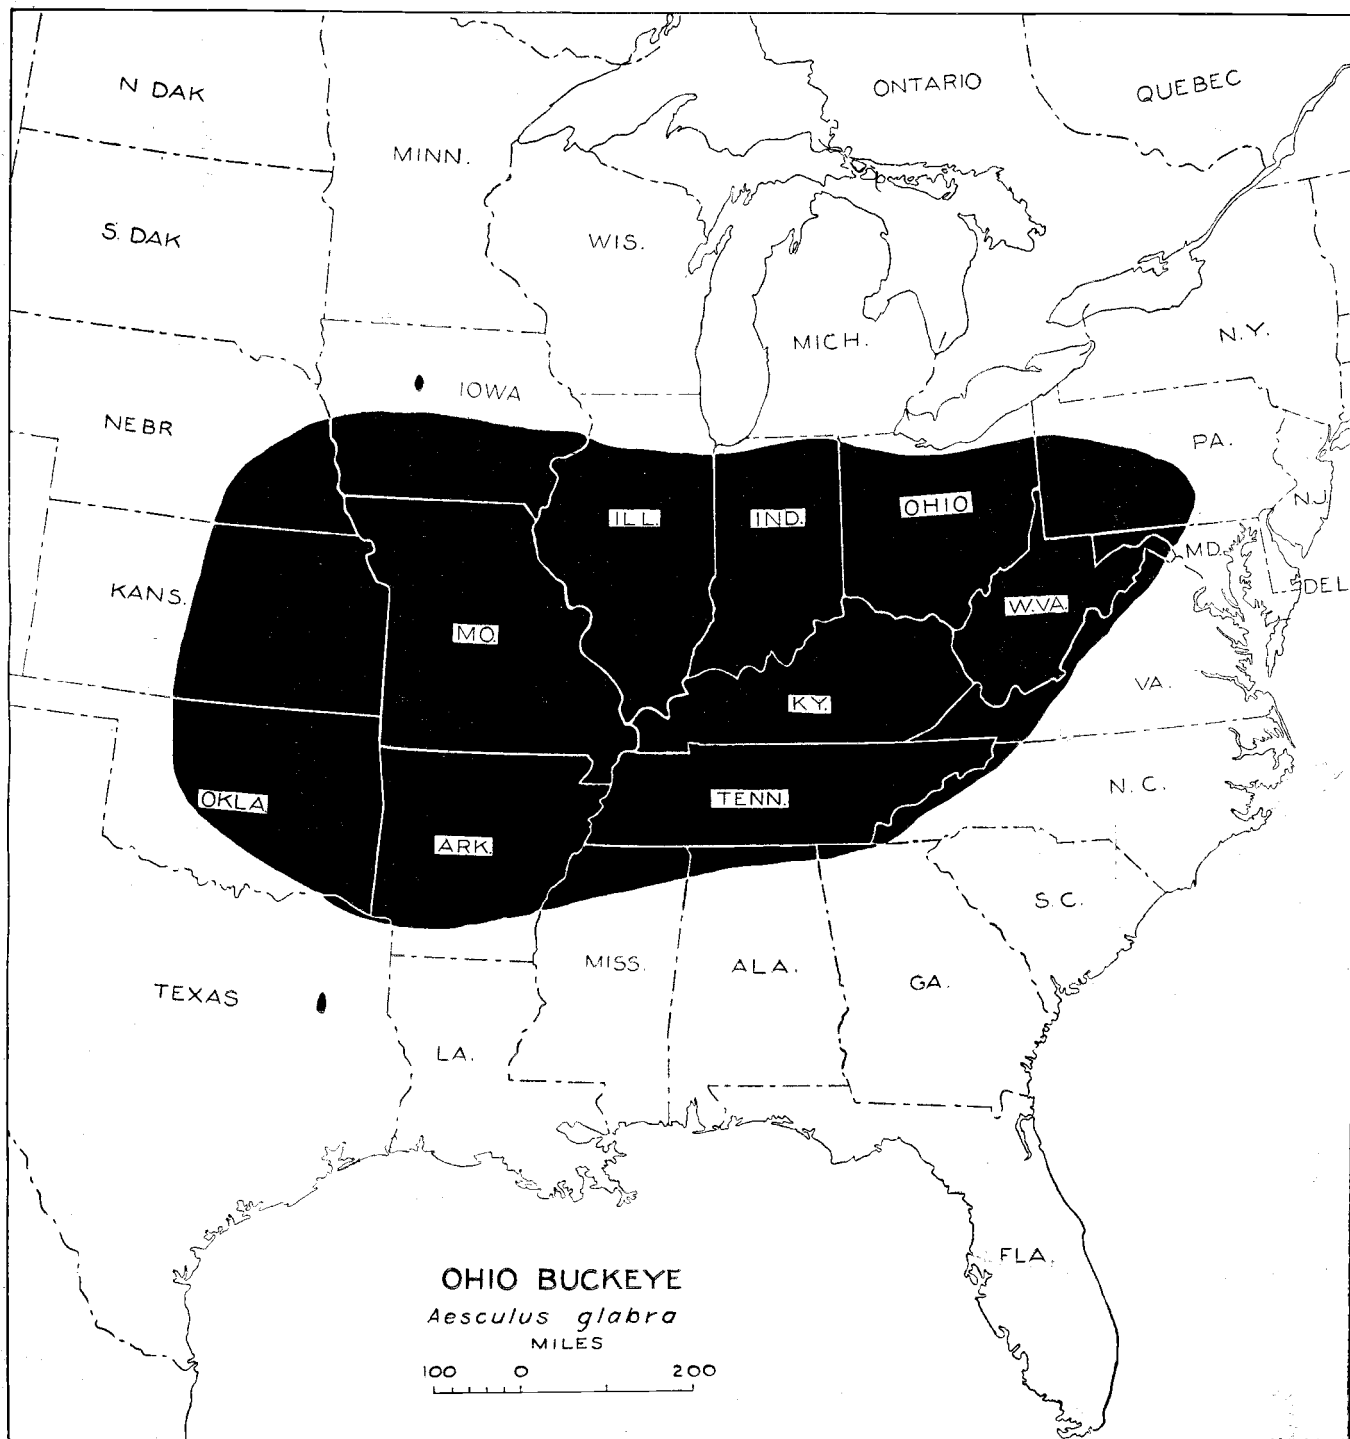 N DAK
MINN.
ONTARIO
QUEBEC
S. DAK
WIS.
MICH.
N.Y.
IOWA
NEBR
PA.
ILL.
IND.
OHIO
N.J.
MD.
KANS.
DEL
MO.
W.VA.
VA.
KY.
OKLA
TENN.
N.C.
ARK.
S.C.
TEXAS
MISS.
ALA.
GA.
LA.
FLA.
OHIO BUCKEYE
Aesculus glabra
MILES
100 0 200